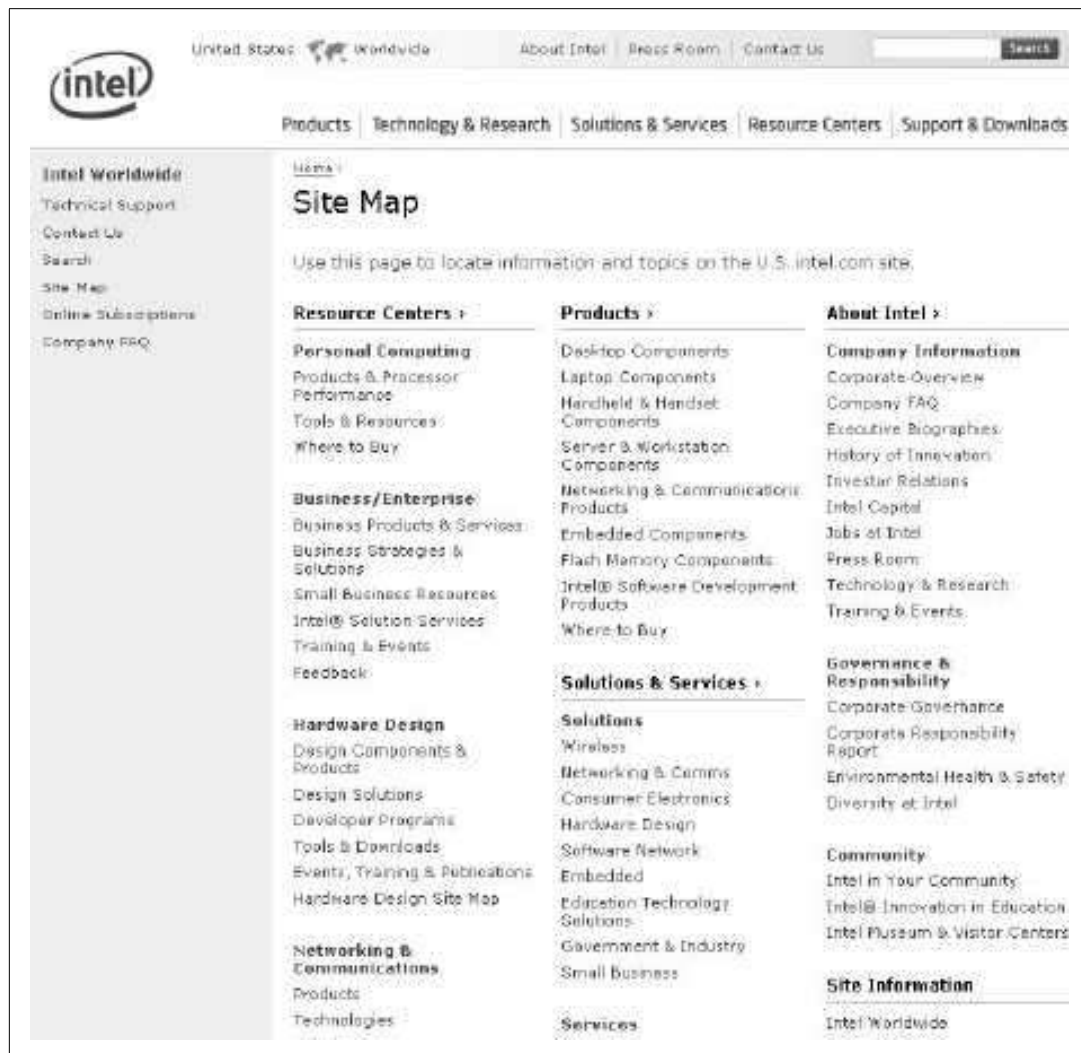 United States Worldwide About Intel Press Room Contact Us Search
intel
Products Technology & Research Solutions & Services Resource Centers Support & Downloads
Intel Worldwide
Technical Support
Contact Us
Search
Site Map
Online Subscriptions
Company FAQ
Home ›
Site Map
Use this page to locate information and topics on the U.S. intel.com site.
Resource Centers ›
Personal Computing
Products & Processor
Performance
Tools & Resources
Where to Buy
Business/Enterprise
Business Products & Services
Business Strategies &
Solutions
Small Business Resources
Intel® Solution Services
Training & Events
Feedback
Hardware Design
Design Components &
Products
Design Solutions
Developer Programs
Tools & Downloads
Events, Training & Publications
Hardware Design Site Map
Networking &
Communications
Products
Technologies
Products ›
Desktop Components
Laptop Components
Handheld & Handset
Components
Server & Workstation
Components
Networking & Communications
Products
Embedded Components
Flash Memory Components
Intel® Software Development
Products
Where to Buy
Solutions & Services ›
Solutions
Wireless
Networking & Comms
Consumer Electronics
Hardware Design
Software Network
Embedded
Education Technology
Solutions
Government & Industry
Small Business
Services
About Intel ›
Company Information
Corporate Overview
Company FAQ
Executive Biographies
History of Innovation
Investor Relations
Intel Capital
Jobs at Intel
Press Room
Technology & Research
Training & Events
Governance &
Responsibility
Corporate Governance
Corporate Responsibility
Report
Environmental Health & Safety
Diversity at Intel
Community
Intel in Your Community
Intel® Innovation in Education
Intel Museum & Visitor Centers
Site Information
Intel Worldwide